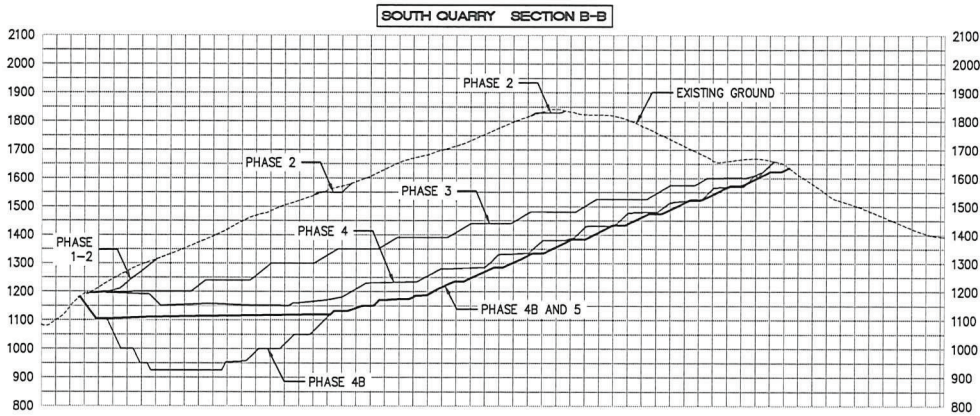 SOUTH QUARRY SECTION B-B
2100 2100
2000 2000
1900 1900
1800 1800
1700 1700
1600 1600
1500 1500
1400 1400
1300 1300
1200 1200
1100 1100
1000 1000
900 900
800 800
PHASE 2
EXISTING GROUND
PHASE 2
PHASE 3
PHASE 4
PHASE
1-2
PHASE 4B AND 5
PHASE 4B